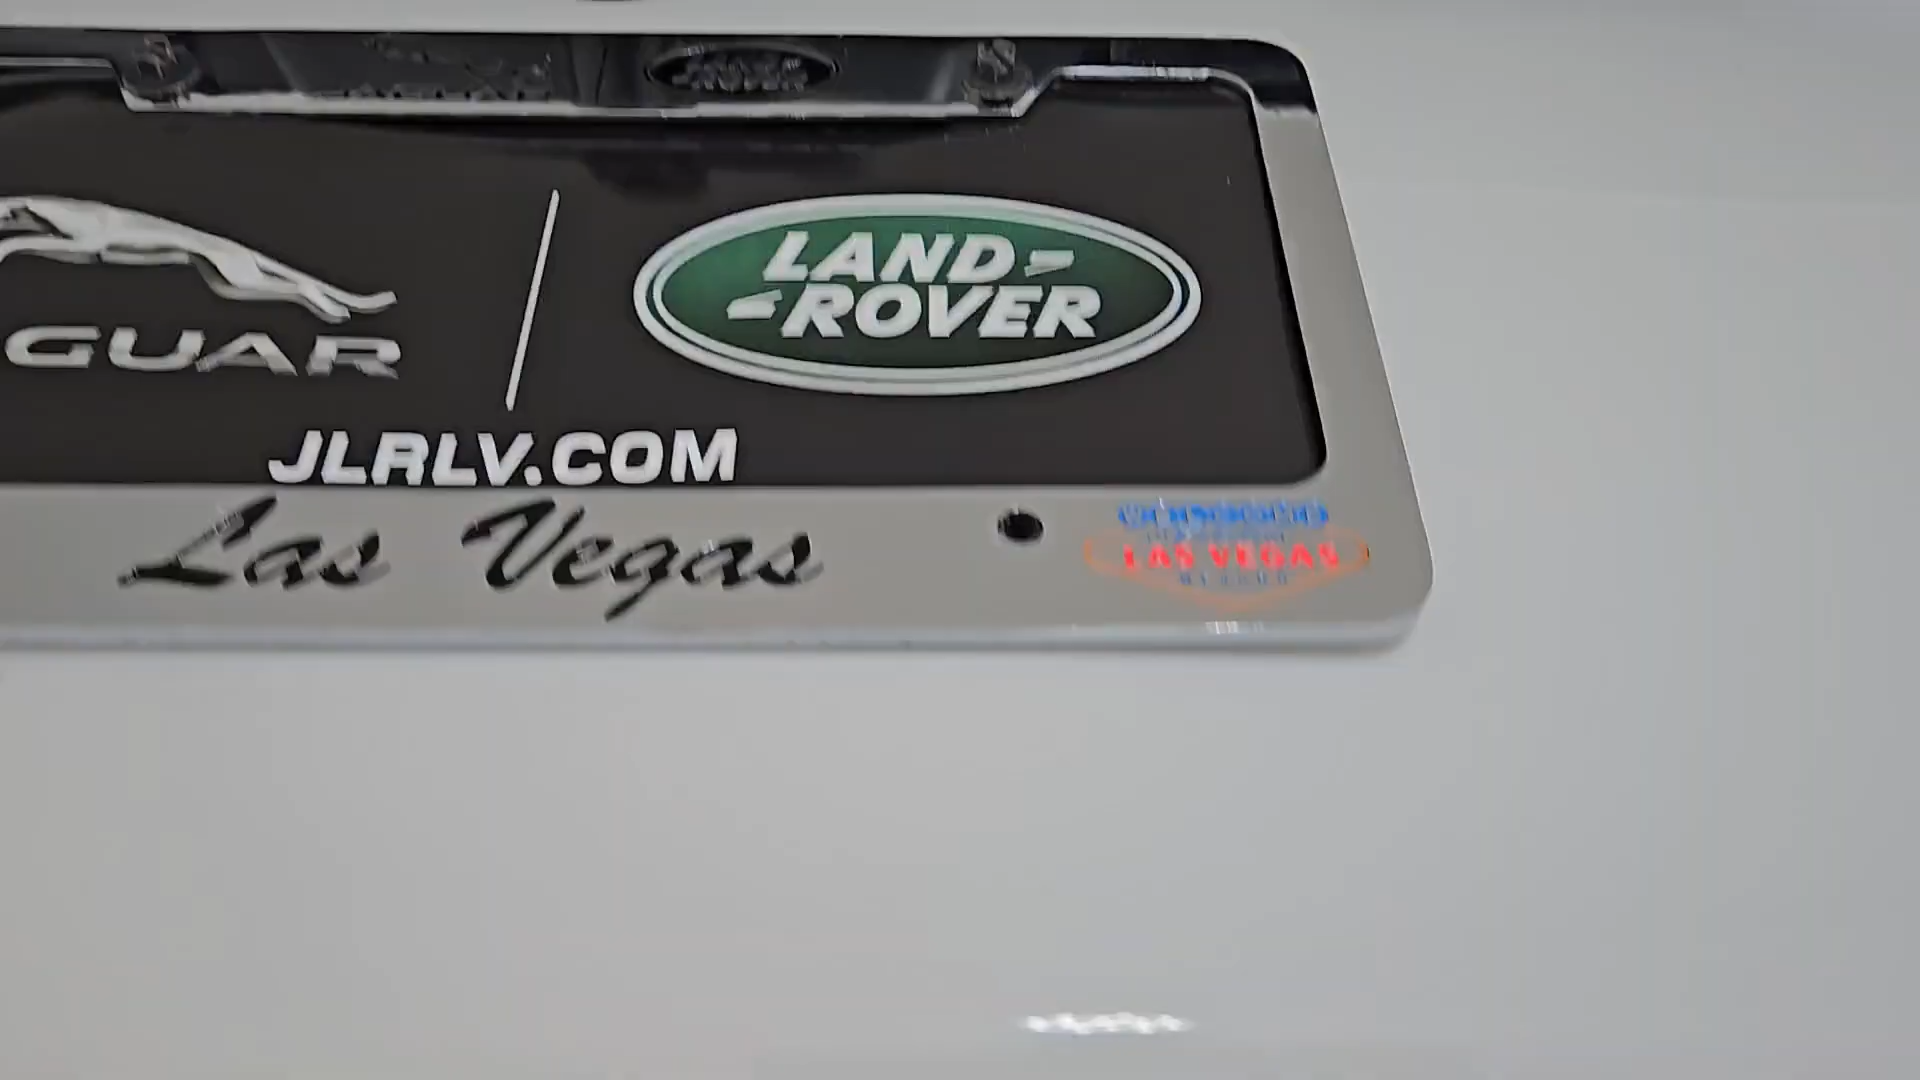 GUAR
LAND-
-ROVER
JLRLV.COM
Las Vegas
LAS VEGAS